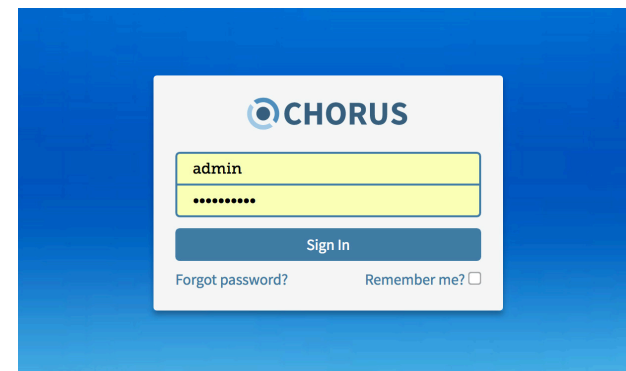 CHORUS
admin
••••••••••
Sign In
Forgot password? Remember me?